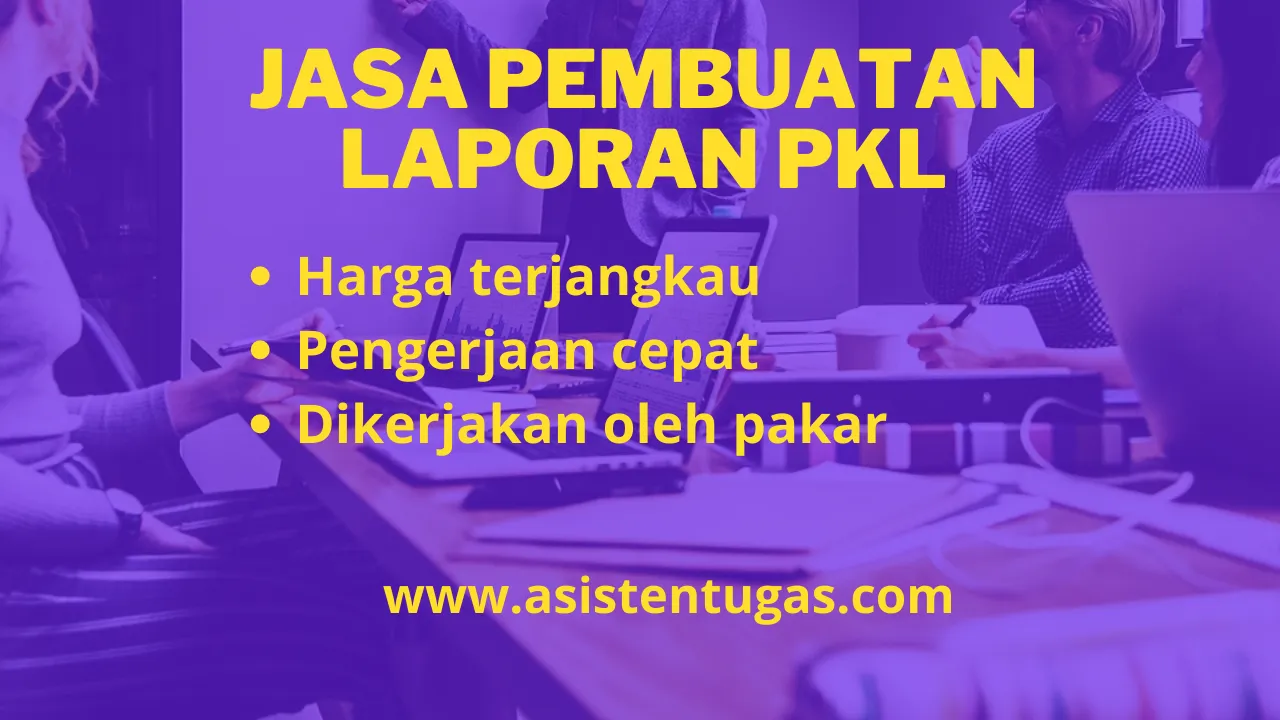 JASA PEMBUATAN
LAPORAN PKL
• Harga terjangkau
• Pengerjaan cepat
• Dikerjakan oleh pakar
www.asistentugas.com